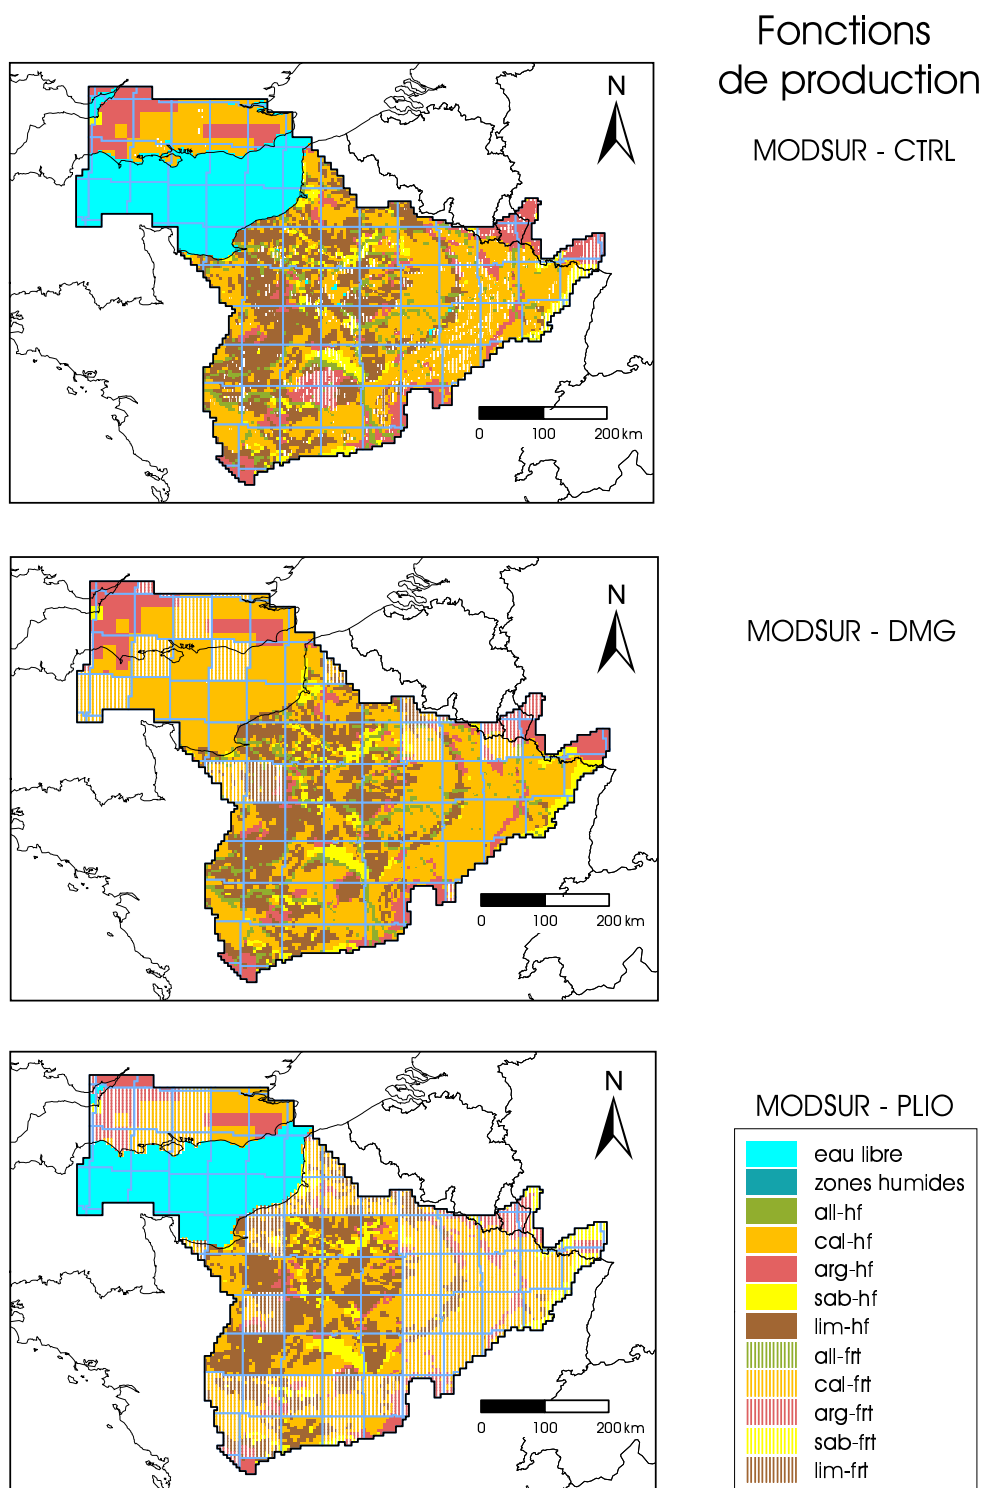 Fonctions
de production
MODSUR - CTRL
N
0 100 200 km
MODSUR - DMG
N
0 100 200 km
MODSUR - PLIO
N
0 100 200 km
eau libre
zones humides
all-hf
cal-hf
arg-hf
sab-hf
lim-hf
all-frt
cal-frt
arg-frt
sab-frt
lim-frt